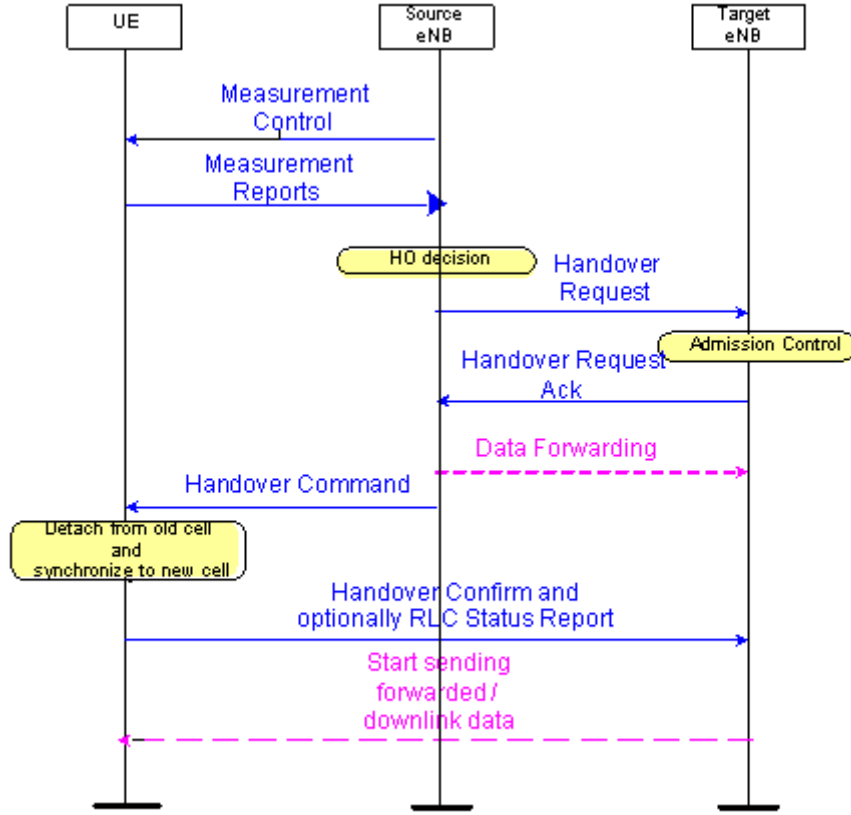 UE
Source
eNB
Target
eNB
Measurement
Control
Measurement
Reports
HO decision
Handover
Request
Admission Control
Handover Request
Ack
Data Forwarding
Handover Command
Detach from old cell
and
synchronize to new cell
Handover Confirm and
optionally RLC Status Report
Start sending
forwarded /
downlink data